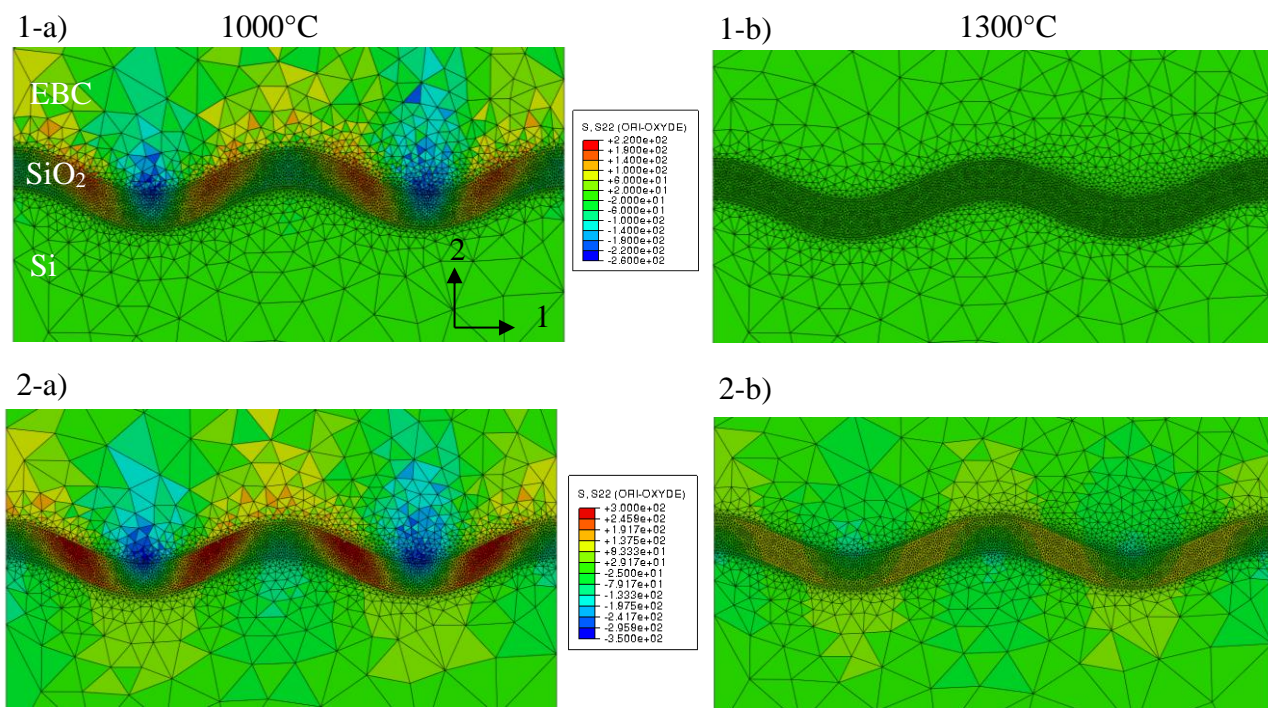 1-a) 1000°C 1-b) 1300°C
EBC
SiO₂
Si
2
1
S, S22 (ORI-OXYDE)
+2.200e+02
+1.800e+02
+1.400e+02
+1.000e+02
+6.000e+01
+2.000e+01
-2.000e+01
-6.000e+01
-1.000e+02
-1.400e+02
-1.800e+02
-2.200e+02
-2.600e+02
2-a) 2-b)
S, S22 (ORI-OXYDE)
+3.000e+02
+2.458e+02
+1.917e+02
+1.375e+02
+8.333e+01
+2.917e+01
-2.500e+01
-7.917e+01
-1.333e+02
-1.875e+02
-2.417e+02
-2.958e+02
-3.500e+02